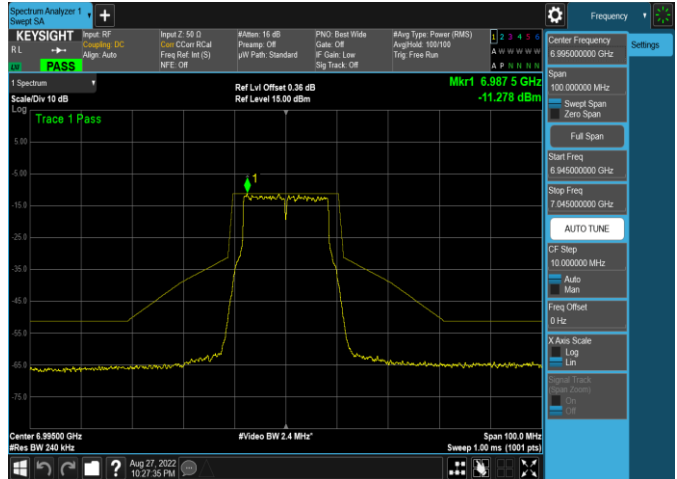 Spectrum Analyzer 1
Swept SA
Frequency
KEYSIGHT
RL
PASS
Input: RF
Coupling: DC
Align: Auto
Input Z: 50 Ω
Corr CCorr RCal
Freq Ref: Int (S)
NFE: Off
#Atten: 16 dB
Preamp: Off
µW Path: Standard
PNO: Best Wide
Gate: Off
IF Gain: Low
Sig Track: Off
#Avg Type: Power (RMS)
Avg|Hold: 100/100
Trig: Free Run
1 2 3 4 5 6
A W W W W W
A P N N N N
1 Spectrum
Scale/Div 10 dB
Log
Ref Lvl Offset 0.36 dB
Ref Level 15.00 dBm
Mkr1 6.987 5 GHz
-11.278 dBm
Trace 1 Pass
1
5.00
-5.00
-15.0
-25.0
-35.0
-45.0
-55.0
-65.0
-75.0
Center 6.99500 GHz
#Res BW 240 kHz
#Video BW 2.4 MHz*
Span 100.0 MHz
Sweep 1.00 ms (1001 pts)
?
Aug 27, 2022
10:27:35 PM
Center Frequency
6.995000000 GHz
Settings
Span
100.000000 MHz
Swept Span
Zero Span
Full Span
Start Freq
6.945000000 GHz
Stop Freq
7.045000000 GHz
AUTO TUNE
CF Step
10.000000 MHz
Auto
Man
Freq Offset
0 Hz
X Axis Scale
Log
Lin
Signal Track
(Span Zoom)
On
Off